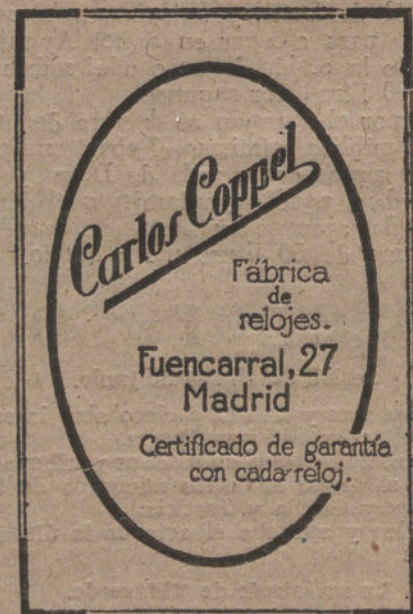 Carlos Coppel
Fábrica
de
relojes.
Fuencarral, 27
Madrid
Certificado de garantía
con cada reloj.